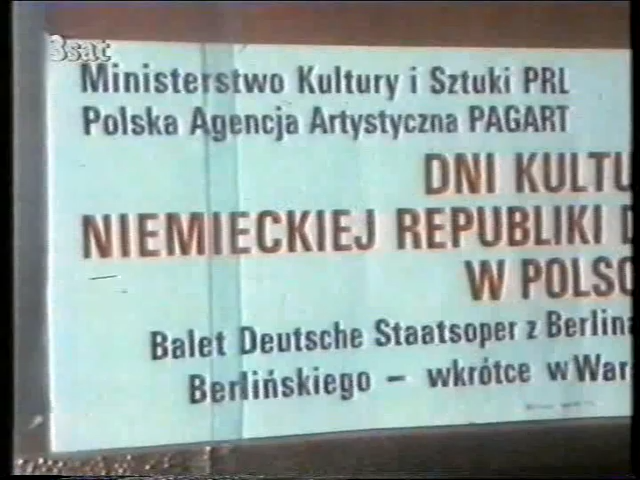 3sat
Ministerstwo Kultury i Sztuki PRL
Polska Agencja Artystyczna PAGART
DNI KULTU
NIEMIECKIEJ REPUBLIKI D
W POLSC
Balet Deutsche Staatsoper z Berlina
Berlińskiego – wkrótce w War